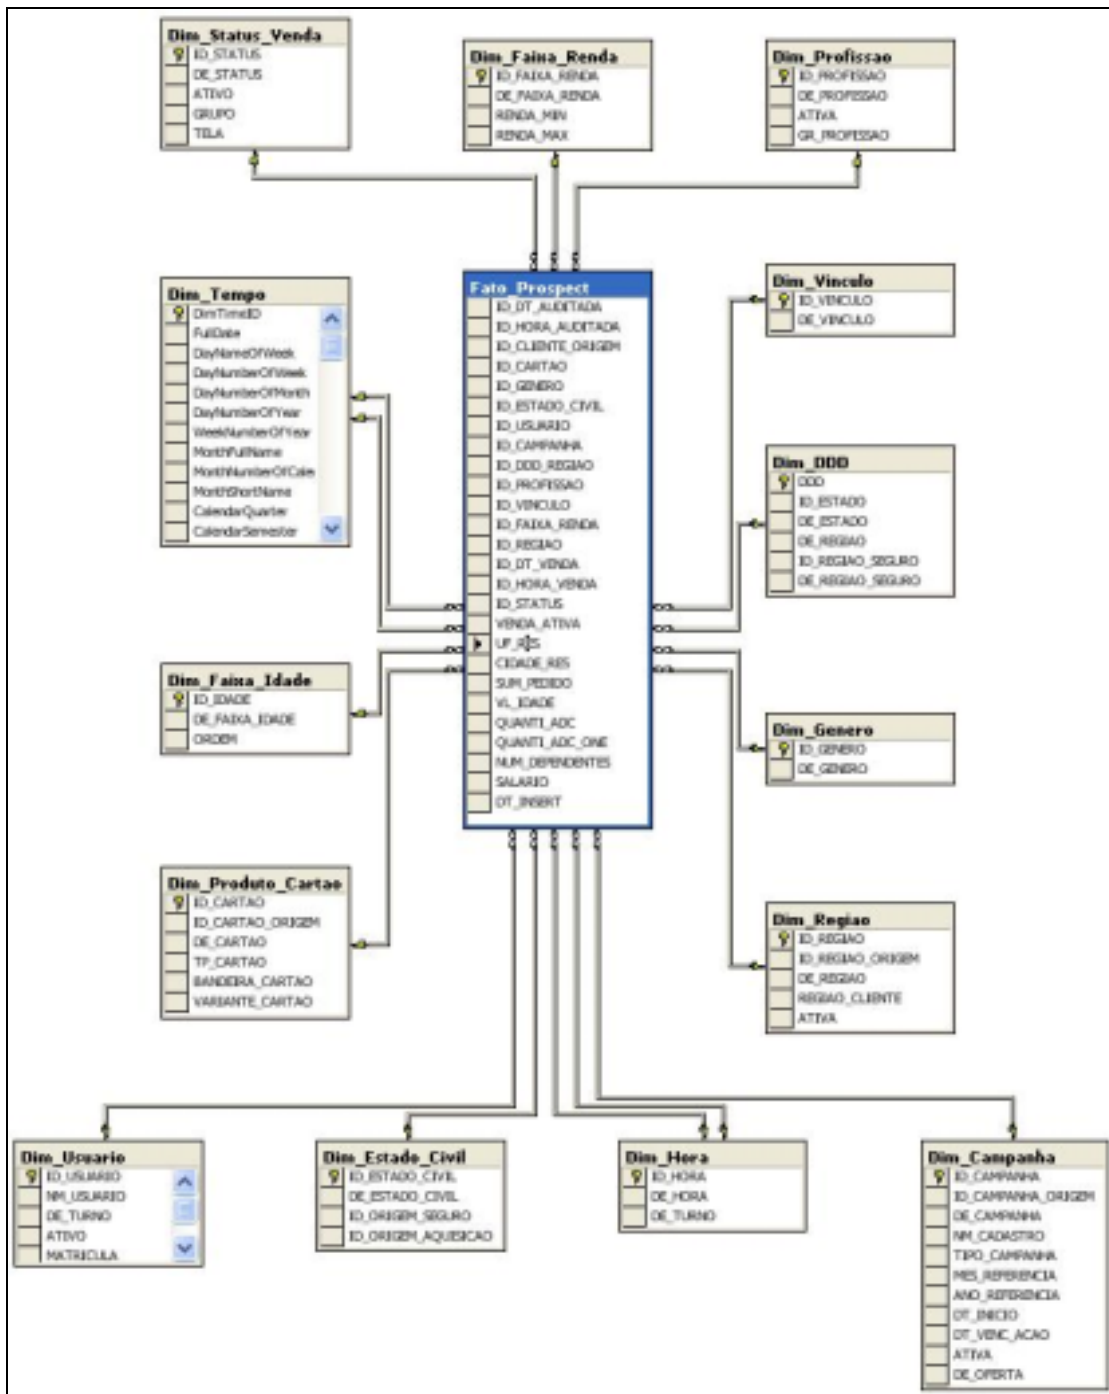 Dim_Status_Venda
ID_STATUS
DE_STATUS
ATIVO
GRUPO
TELA
Dim_Faixa_Renda
ID_FAIXA_RENDA
DE_FAIXA_RENDA
RENDA_MIN
RENDA_MAX
Dim_Profissao
ID_PROFISSAO
DE_PROFISSAO
ATIVA
GR_PROFISSAO
Dim_Tempo
DimTimeID
FullDate
DayNameOfWeek
DayNumberOfWeek
DayNumberOfMonth
DayNumberOfYear
WeekNumberOfYear
MonthFullName
MonthNumberOfCale
MonthShortName
CalendarQuarter
CalendarSemester
Fato_Prospect
ID_DT_AUDITADA
ID_HORA_AUDITADA
ID_CLIENTE_ORIGEM
ID_CARTAO
ID_GENERO
ID_ESTADO_CIVIL
ID_USUARIO
ID_CAMPANHA
ID_DDD_REGIAO
ID_PROFISSAO
ID_VINCULO
ID_FAIXA_RENDA
ID_REGIAO
ID_DT_VENDA
ID_HORA_VENDA
ID_STATUS
VENDA_ATIVA
UF_RES
CIDADE_RES
SUM_PEDIDO
VL_IDADE
QUANTI_ADC
QUANTI_ADC_ONE
NUM_DEPENDENTES
SALARIO
DT_INSERT
Dim_Vinculo
ID_VINCULO
DE_VINCULO
Dim_DDD
DDD
ID_ESTADO
DE_ESTADO
DE_REGIAO
ID_REGIAO_SEGURO
DE_REGIAO_SEGURO
Dim_Faixa_Idade
ID_IDADE
DE_FAIXA_IDADE
ORDEM
Dim_Genero
ID_GENERO
DE_GENERO
Dim_Produto_Cartao
ID_CARTAO
ID_CARTAO_ORIGEM
DE_CARTAO
TP_CARTAO
BANDEIRA_CARTAO
VARIANTE_CARTAO
Dim_Regiao
ID_REGIAO
ID_REGIAO_ORIGEM
DE_REGIAO
REGIAO_CLIENTE
ATIVA
Dim_Usuario
ID_USUARIO
NM_USUARIO
DE_TURNO
ATIVO
MATRICULA
Dim_Estado_Civil
ID_ESTADO_CIVIL
DE_ESTADO_CIVIL
ID_ORIGEM_SEGURO
ID_ORIGEM_AQUISICAO
Dim_Hora
ID_HORA
DE_HORA
DE_TURNO
Dim_Campanha
ID_CAMPANHA
ID_CAMPANHA_ORIGEM
DE_CAMPANHA
NM_CADASTRO
TIPO_CAMPANHA
MES_REFERENCIA
ANO_REFERENCIA
DT_INICIO
DT_VENC_ACAO
ATIVA
DE_OFERTA